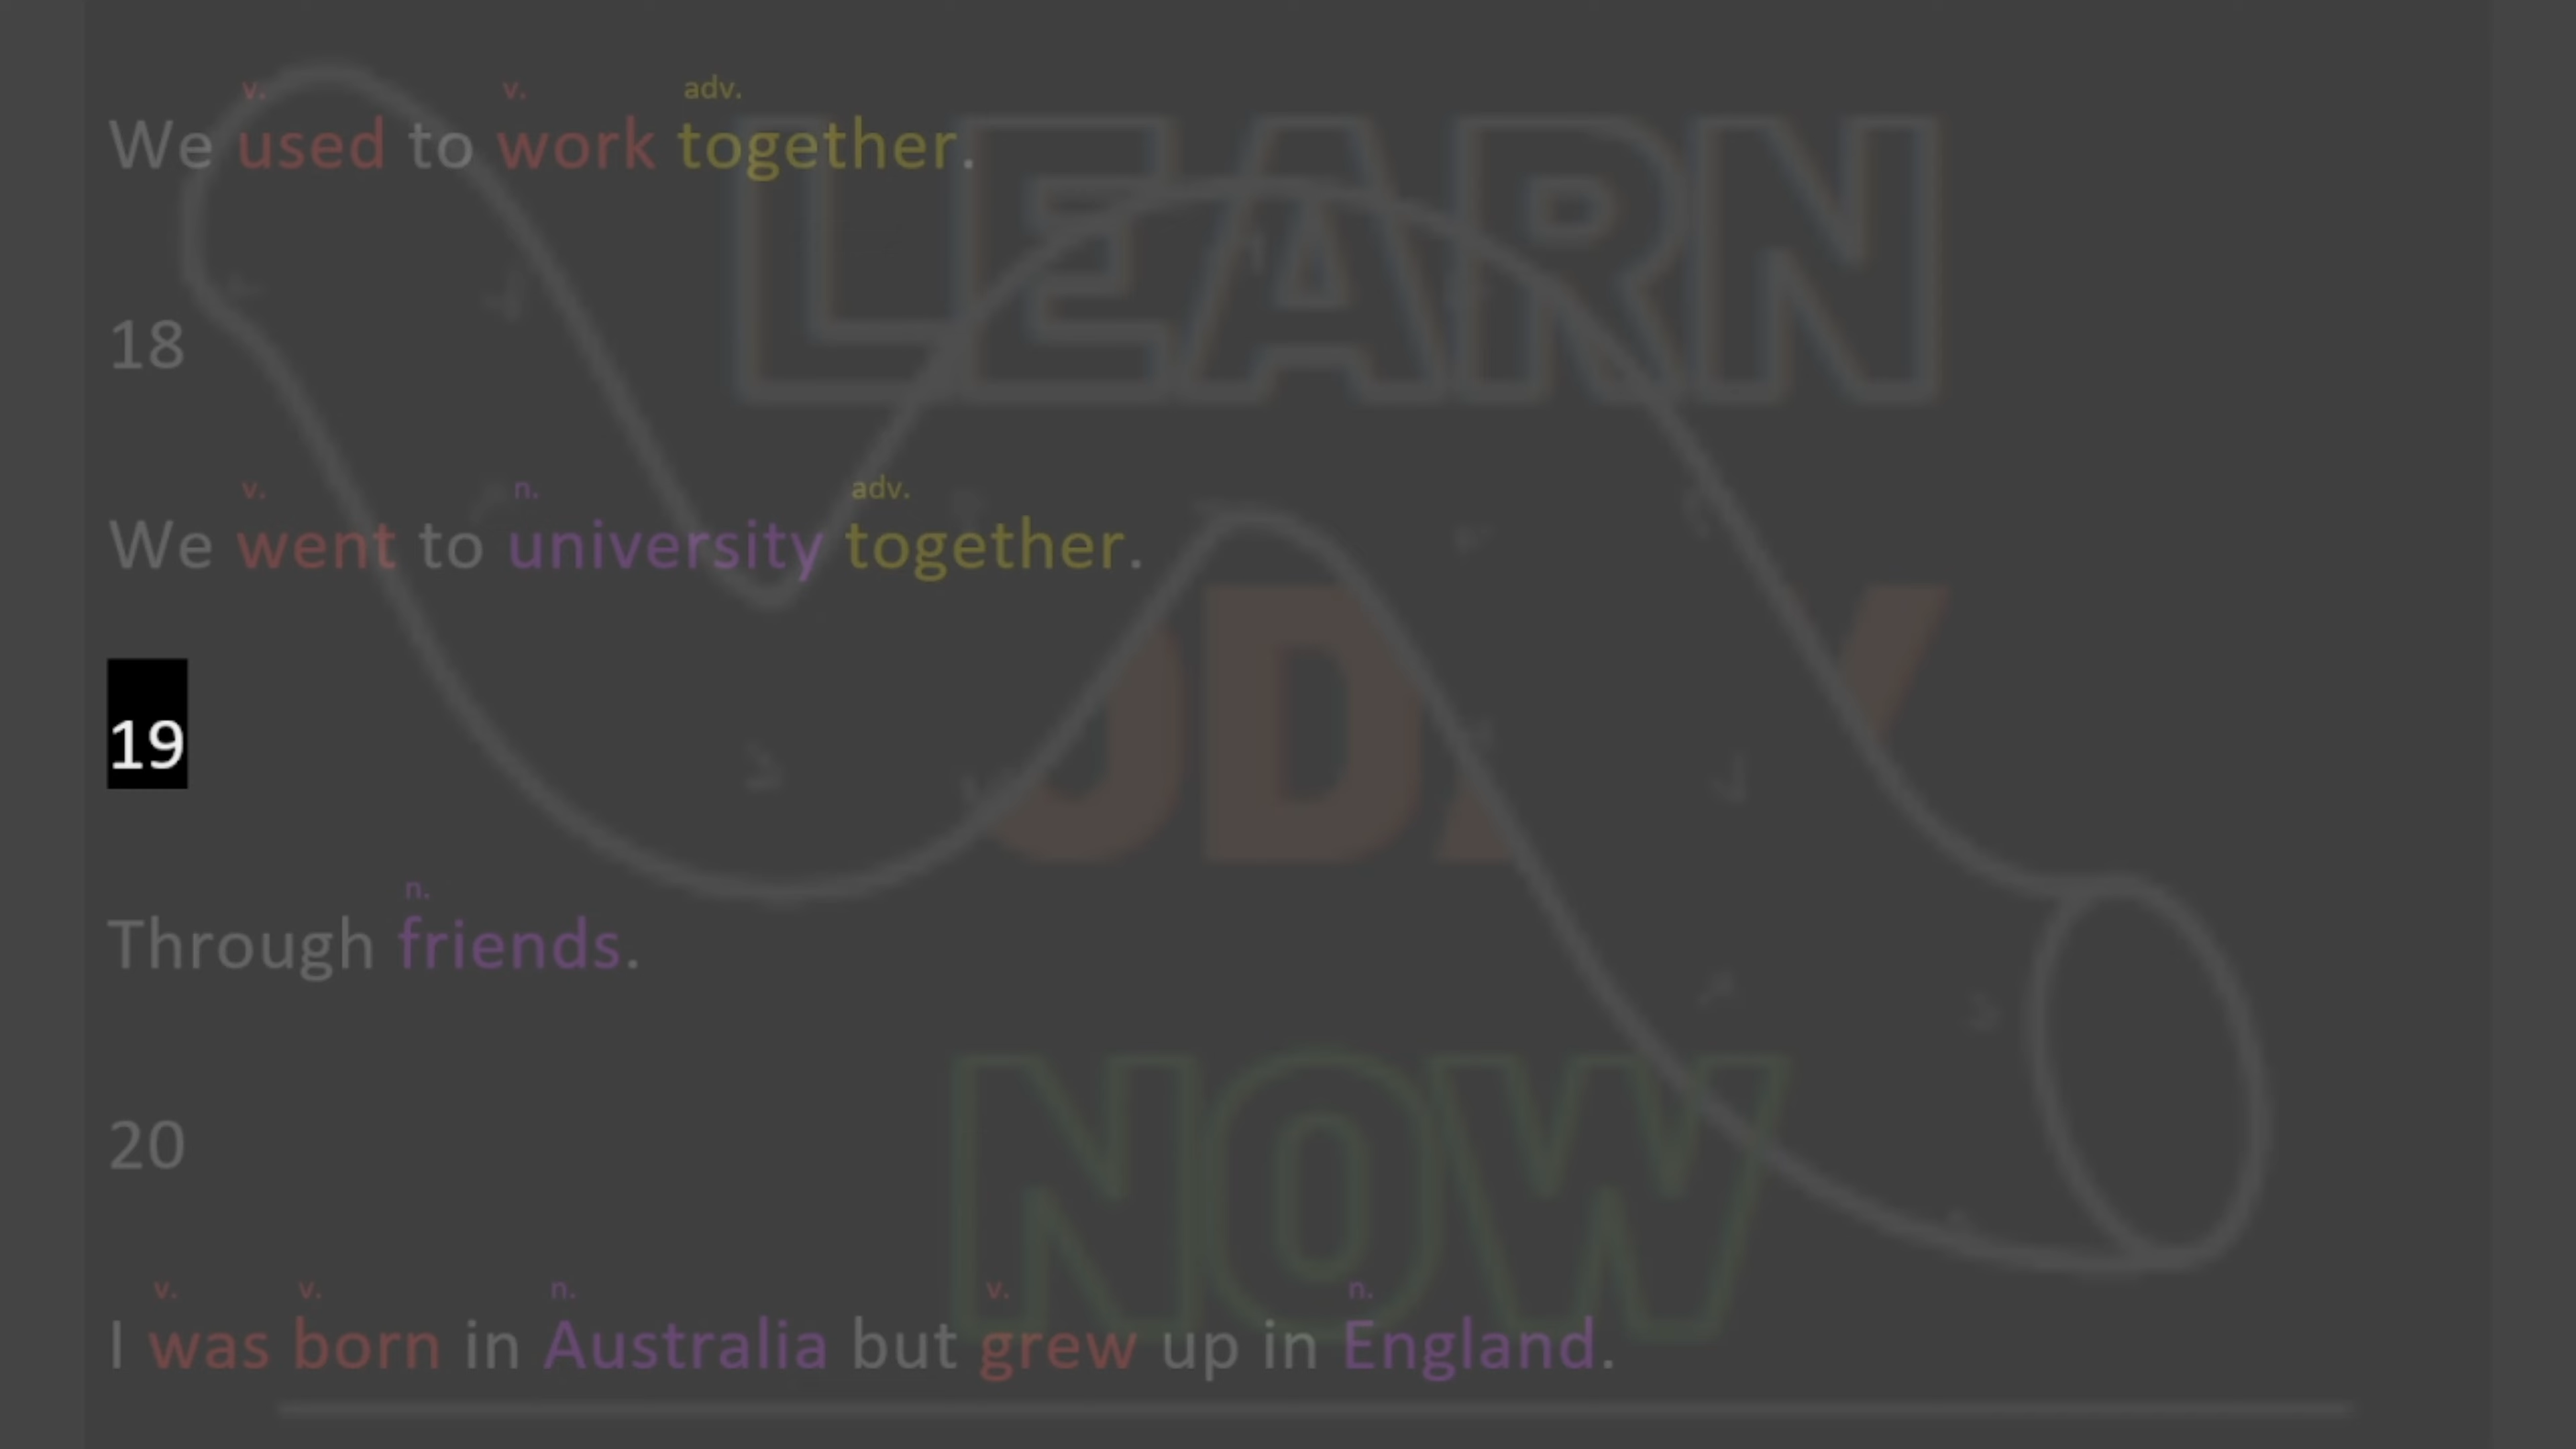 v. v. adv.
We used to work together.
LEARN
18
v. n. adv.
We went to university together.
19
n.
Through friends.
NOW
20
v. v. n. v. n.
I was born in Australia but grew up in England.